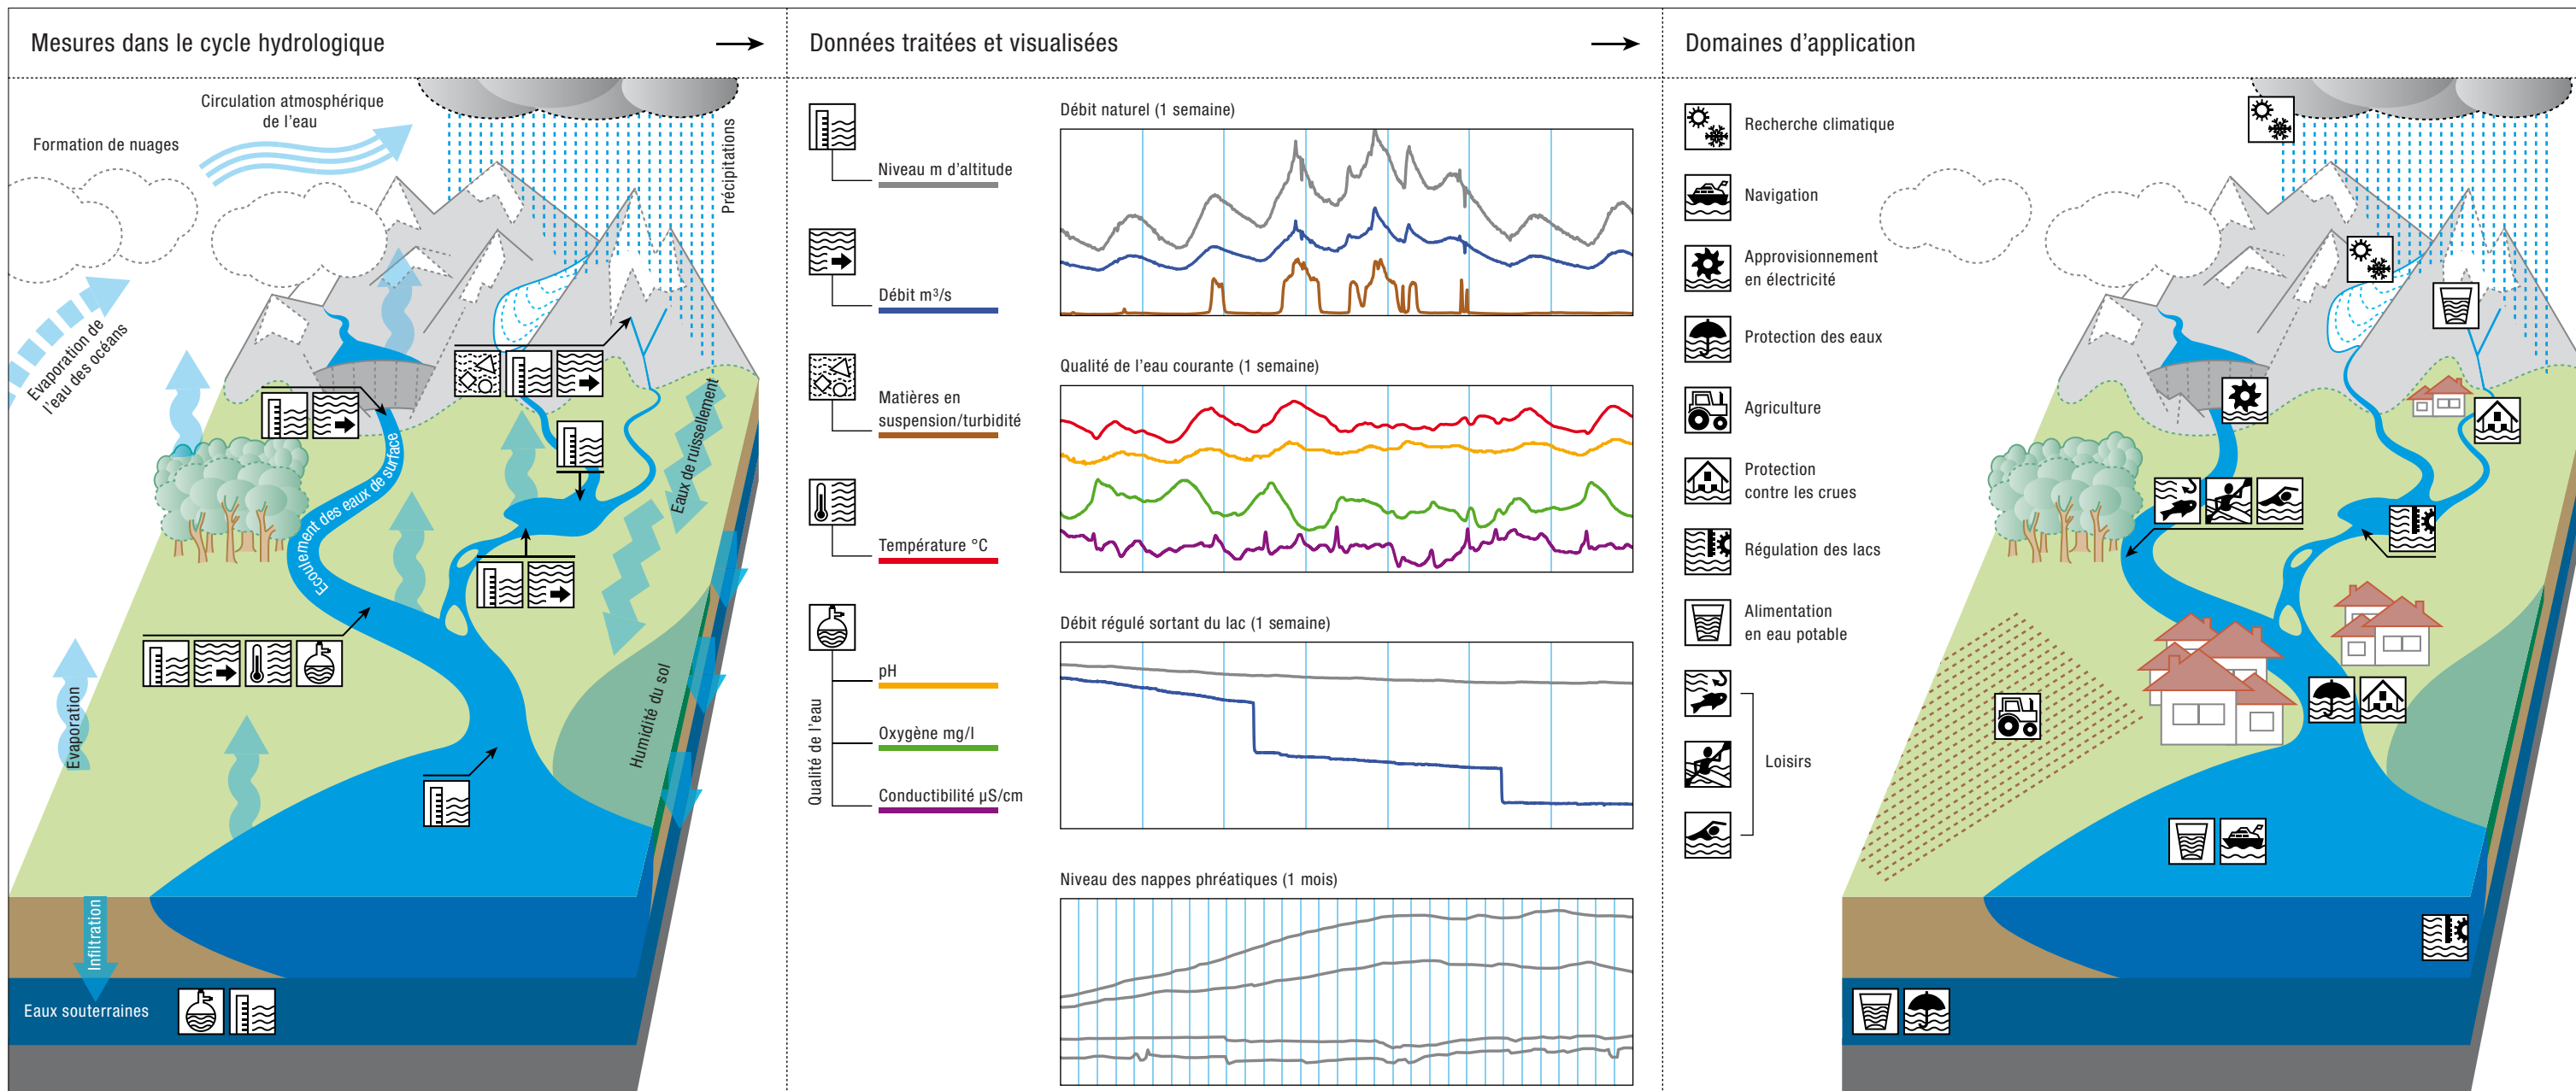 Mesures dans le cycle hydrologique
Circulation atmosphérique
de l'eau
Formation de nuages
Précipitations
Evaporation de
l'eau des océans
Eaux de ruissellement
Ecoulement des eaux de surface
Evaporation
Humidité du sol
Infiltration
Eaux souterraines
Données traitées et visualisées
Niveau m d'altitude
Débit m³/s
Matières en
suspension/turbidité
Température °C
Qualité de l'eau
pH
Oxygène mg/l
Conductibilité µS/cm
Débit naturel (1 semaine)
Qualité de l'eau courante (1 semaine)
Débit régulé sortant du lac (1 semaine)
Niveau des nappes phréatiques (1 mois)
Domaines d'application
Recherche climatique
Navigation
Approvisionnement
en électricité
Protection des eaux
Agriculture
Protection
contre les crues
Régulation des lacs
Alimentation
en eau potable
Loisirs